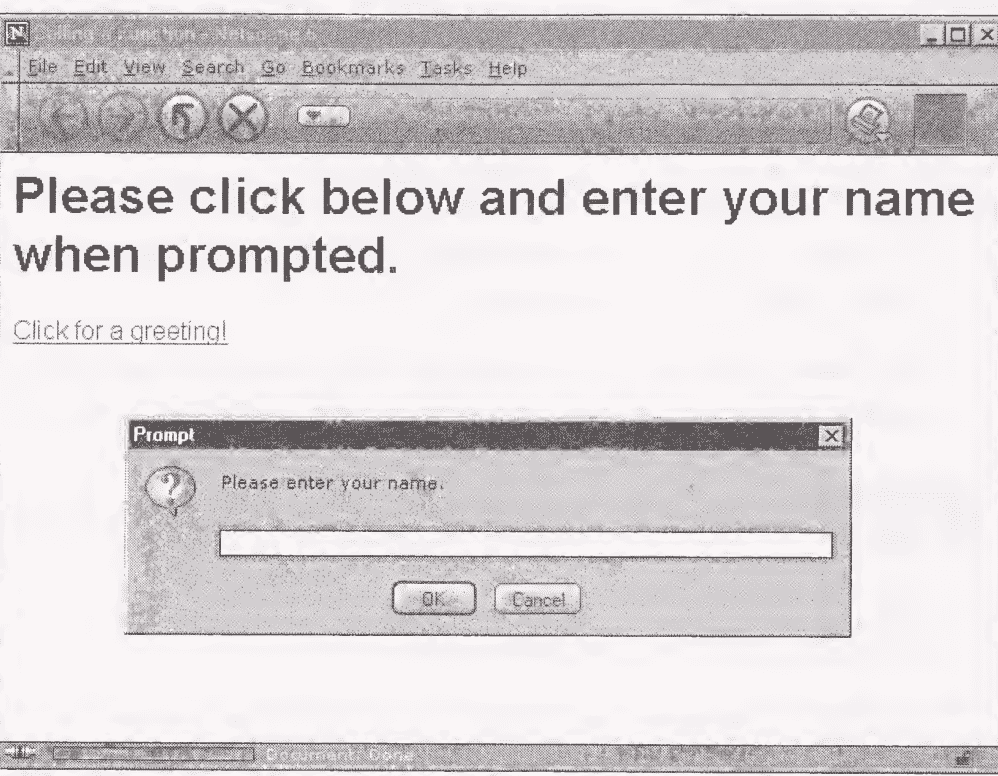 N
File Edit View Search Go Bookmarks Tasks Help
Please click below and enter your name
when prompted.
Click for a greeting!
Prompt
Please enter your name.
OK Cancel
Document: Done